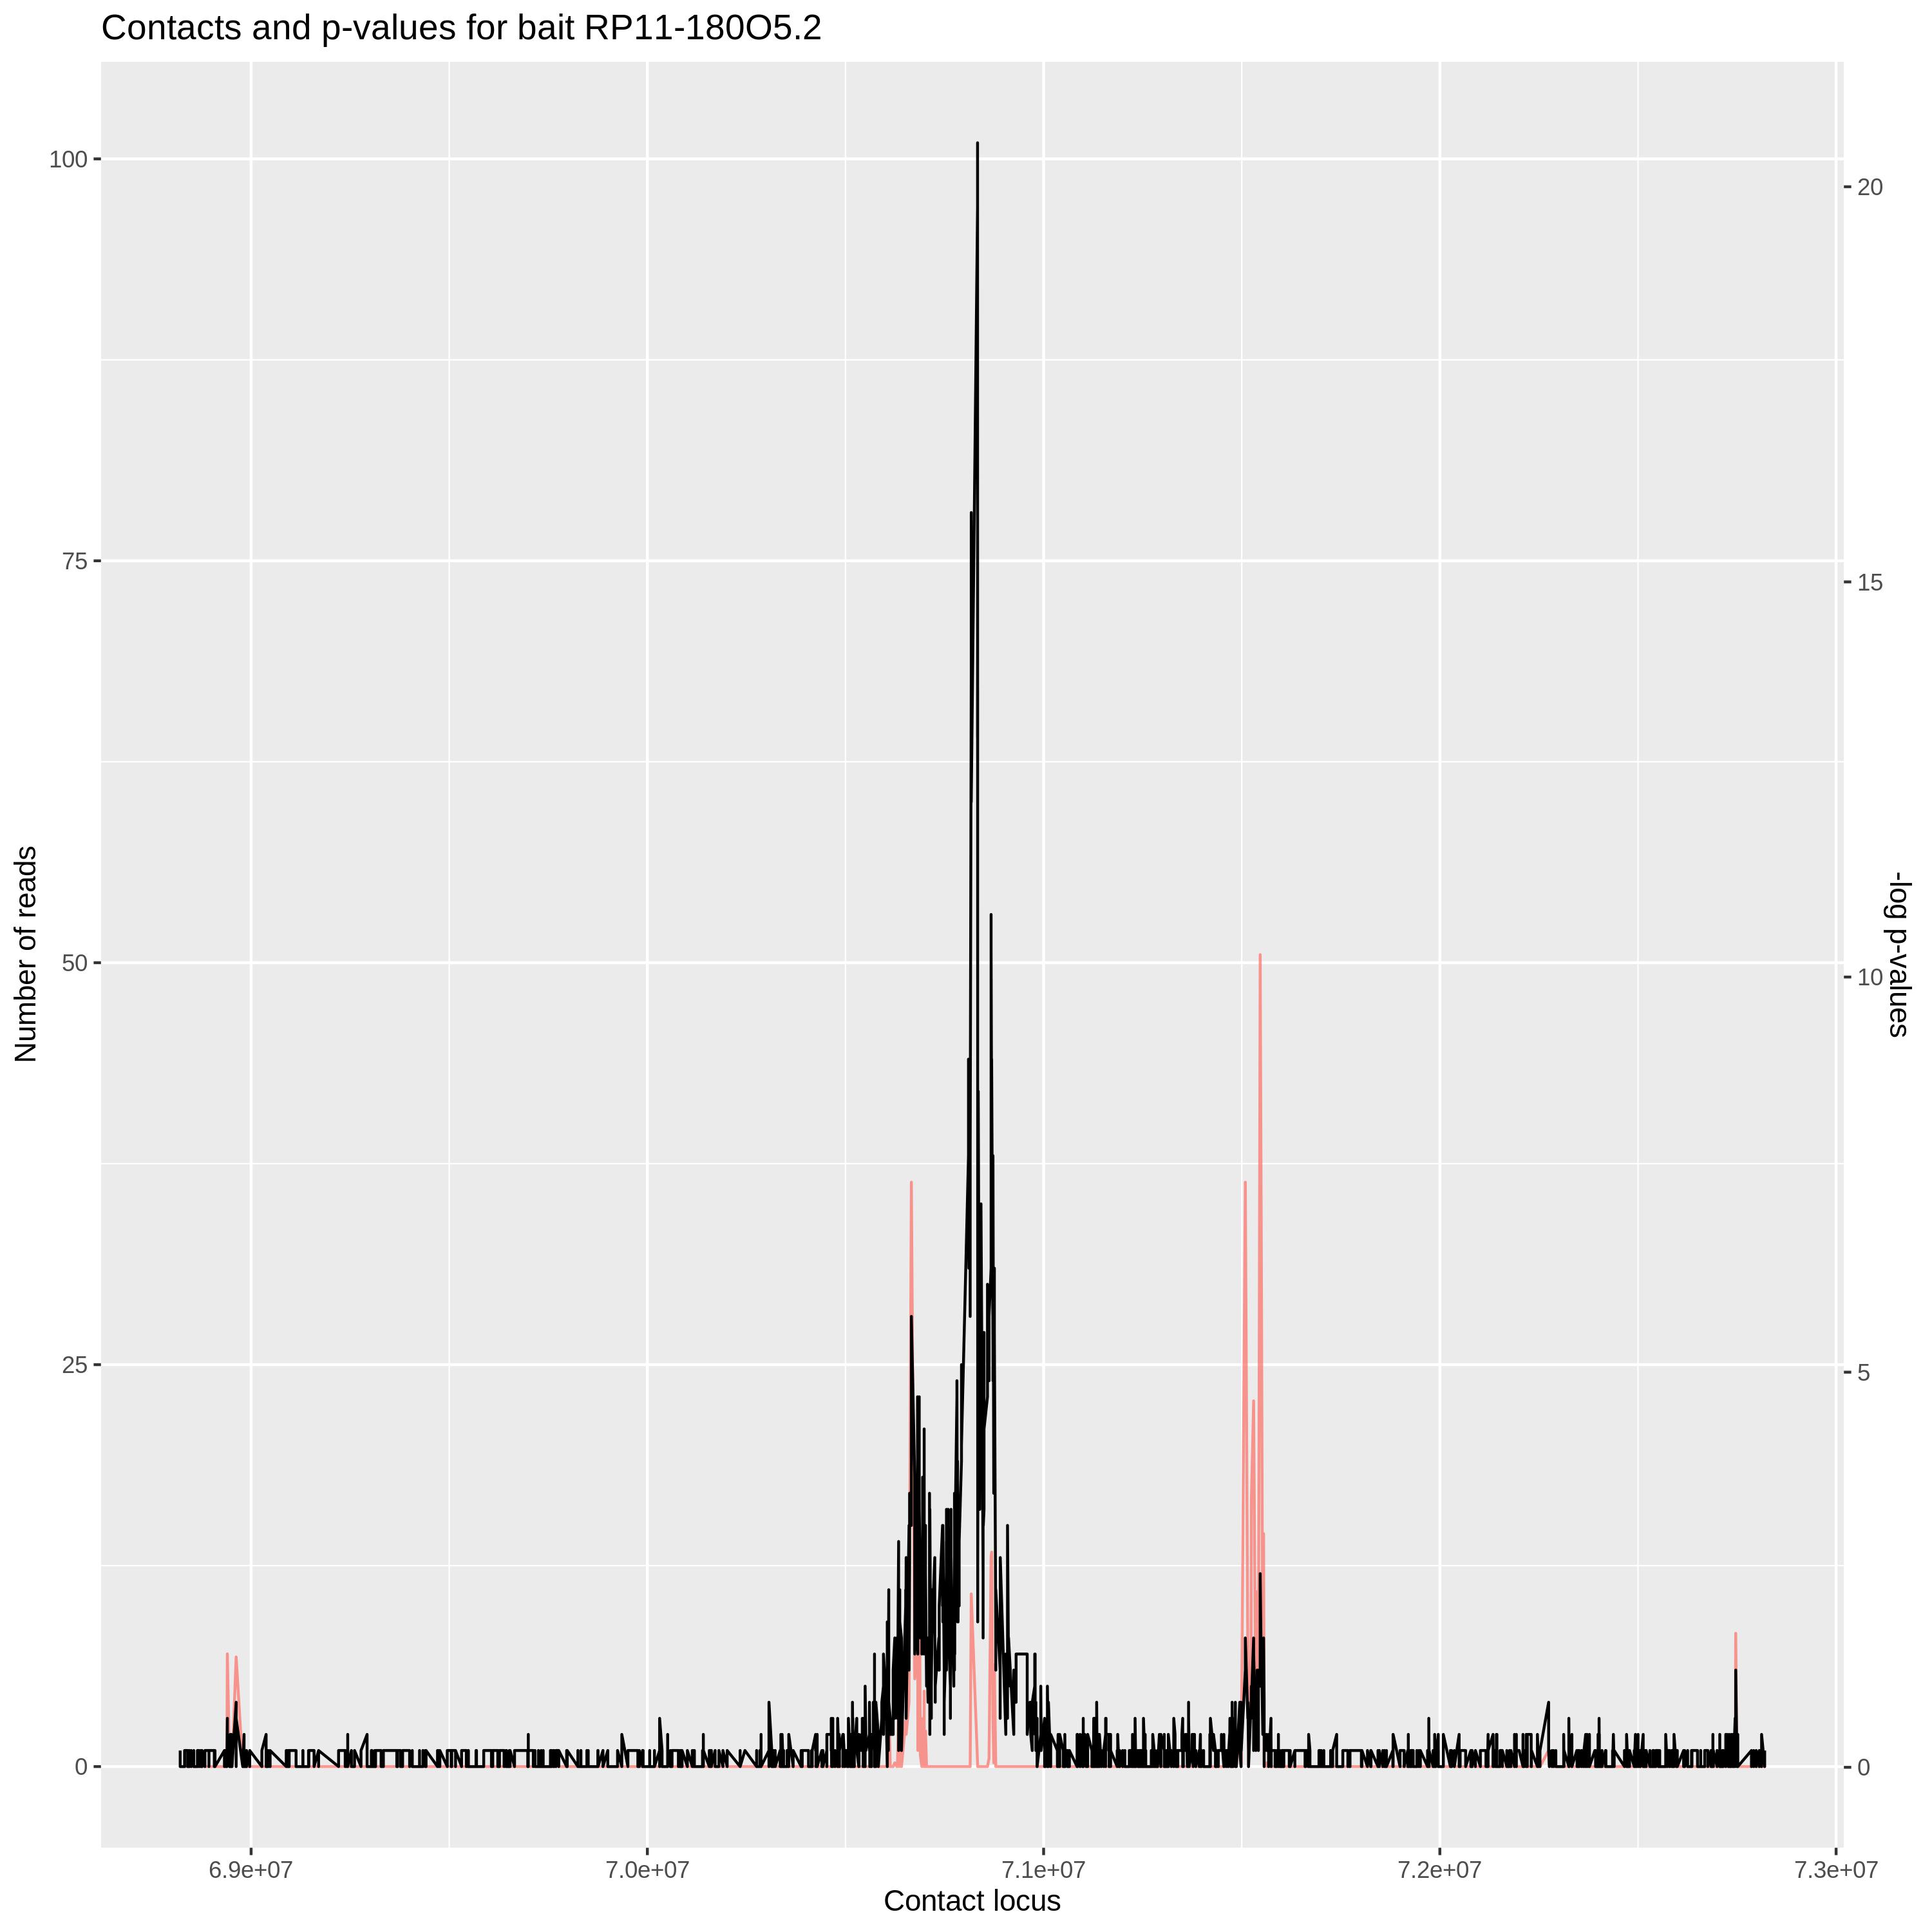 Contacts and p-values for bait RP11-180O5.2
100
75
50
25
0
Number of reads
20
15
10
5
0
-log p-values
6.9e+07
7.0e+07
7.1e+07
7.2e+07
7.3e+07
Contact locus